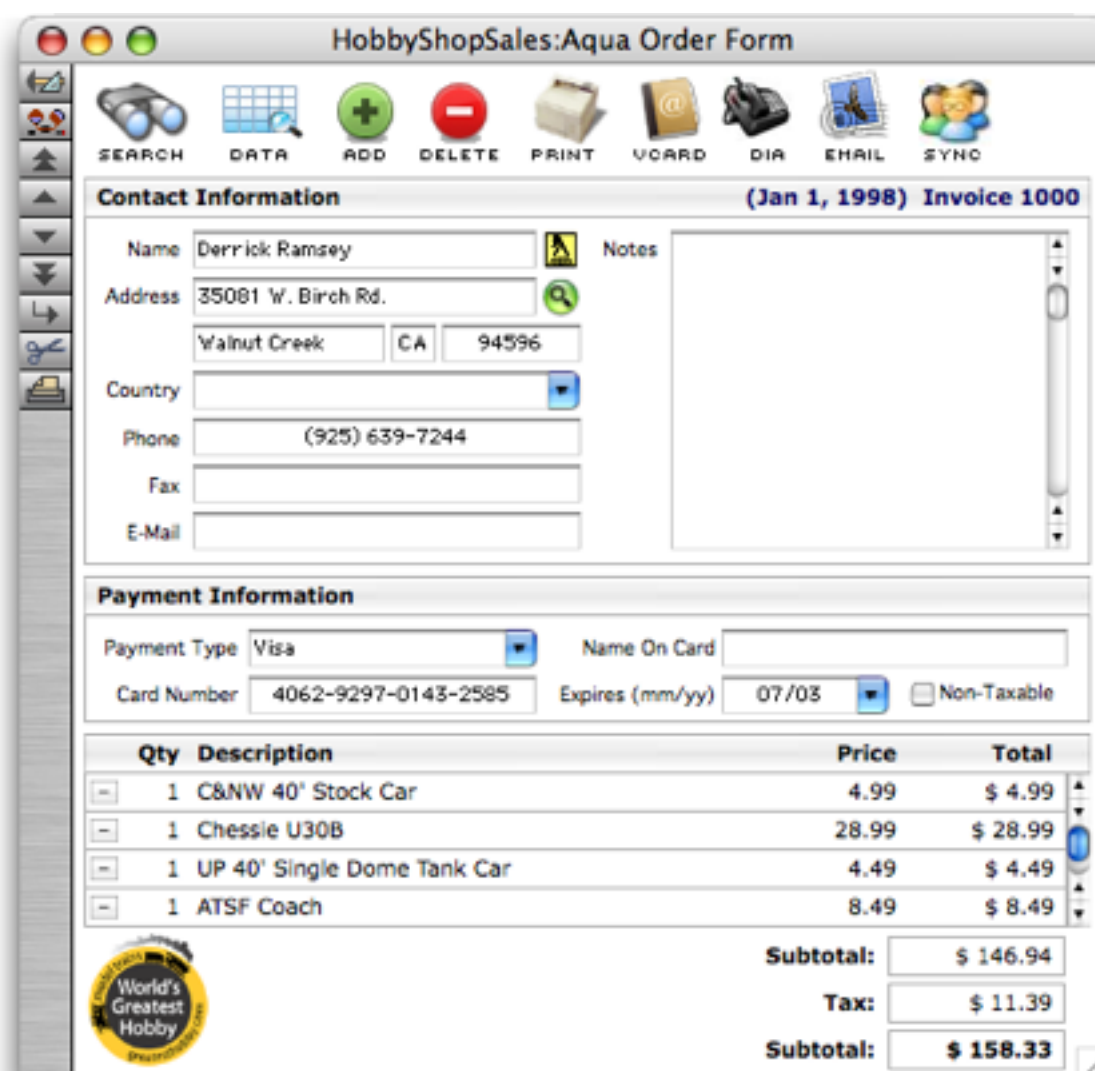 HobbyShopSales:Aqua Order Form
SEARCH DATA ADD DELETE PRINT VCARD DIA EMAIL SYNC
Contact Information (Jan 1, 1998) Invoice 1000
Name Derrick Ramsey Notes
Address 35081 W. Birch Rd.
Walnut Creek CA 94596
Country
Phone (925) 639-7244
Fax
E-Mail
Payment Information
Payment Type Visa Name On Card
Card Number 4062-9297-0143-2585 Expires (mm/yy) 07/03 Non-Taxable
Qty Description Price Total
1 C&NW 40' Stock Car 4.99 $ 4.99
1 Chessie U30B 28.99 $ 28.99
1 UP 40' Single Dome Tank Car 4.49 $ 4.49
1 ATSF Coach 8.49 $ 8.49
Subtotal: $ 146.94
Tax: $ 11.39
Subtotal: $ 158.33
World's
Greatest
Hobby